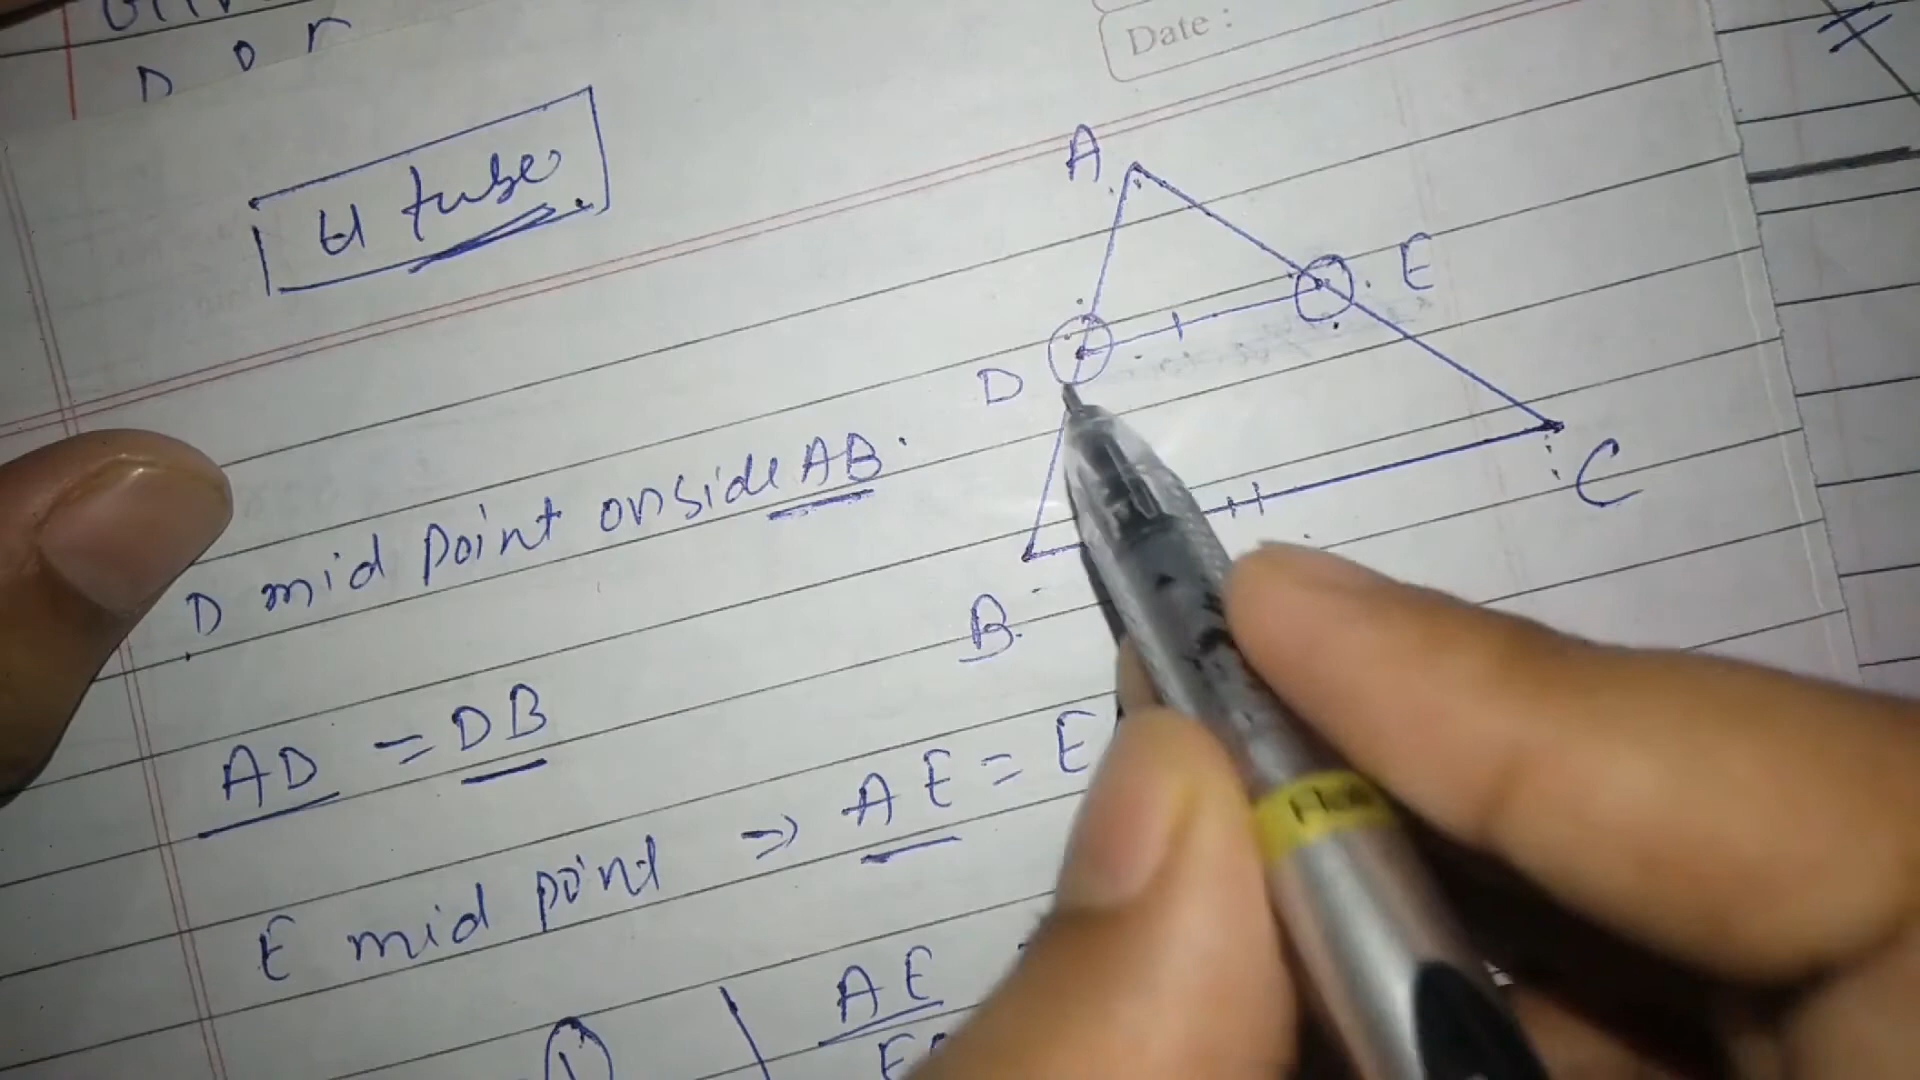 Date :
D
U tube
A
E
D
C
B
D mid point on side AB.
AD = DB
E mid point ⇒ AE = E
AE